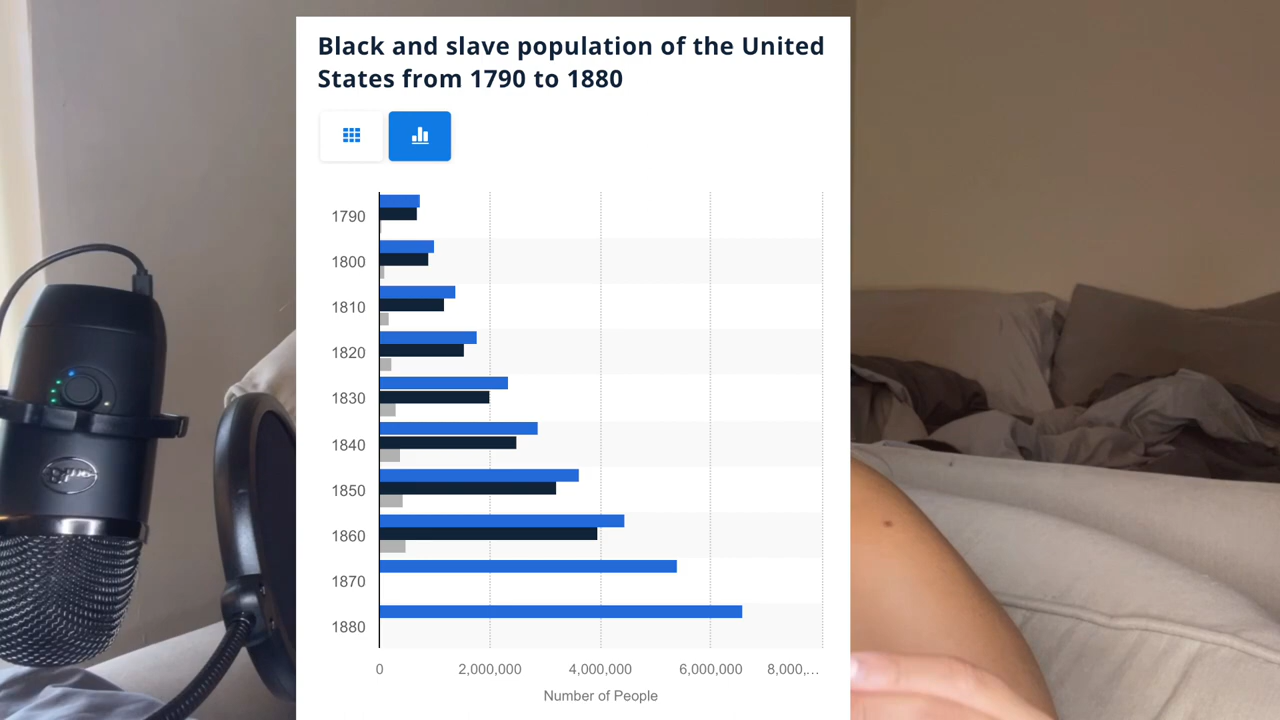 Black and slave population of the United
States from 1790 to 1880
1790
1800
1810
1820
1830
1840
1850
1860
1870
1880
0 2,000,000 4,000,000 6,000,000 8,000,...
Number of People